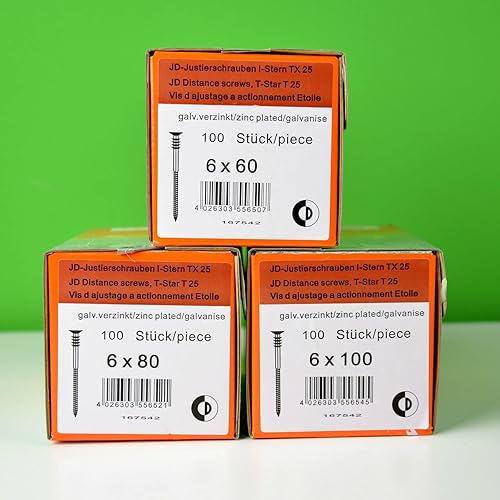 JD-Justierschrauben I-Stern TX 25
JD Distance screws, T-Star T 25
Vis d ajustage a actionnement Etoile
galv.verzinkt/zinc plated/galvanise
100 Stück/piece
6 x 60
4 026303 556507
167542
JD-Justierschrauben I-Stern TX 25
JD Distance screws, T-Star T 25
Vis d ajustage a actionnement Etoile
galv.verzinkt/zinc plated/galvanise
100 Stück/piece
6 x 80
4 026303 556521
167542
JD-Justierschrauben I-Stern TX 25
JD Distance screws, T-Star T 25
Vis d ajustage a actionnement Etoile
galv.verzinkt/zinc plated/galvanise
100 Stück/piece
6 x 100
4 026303 556545
167542